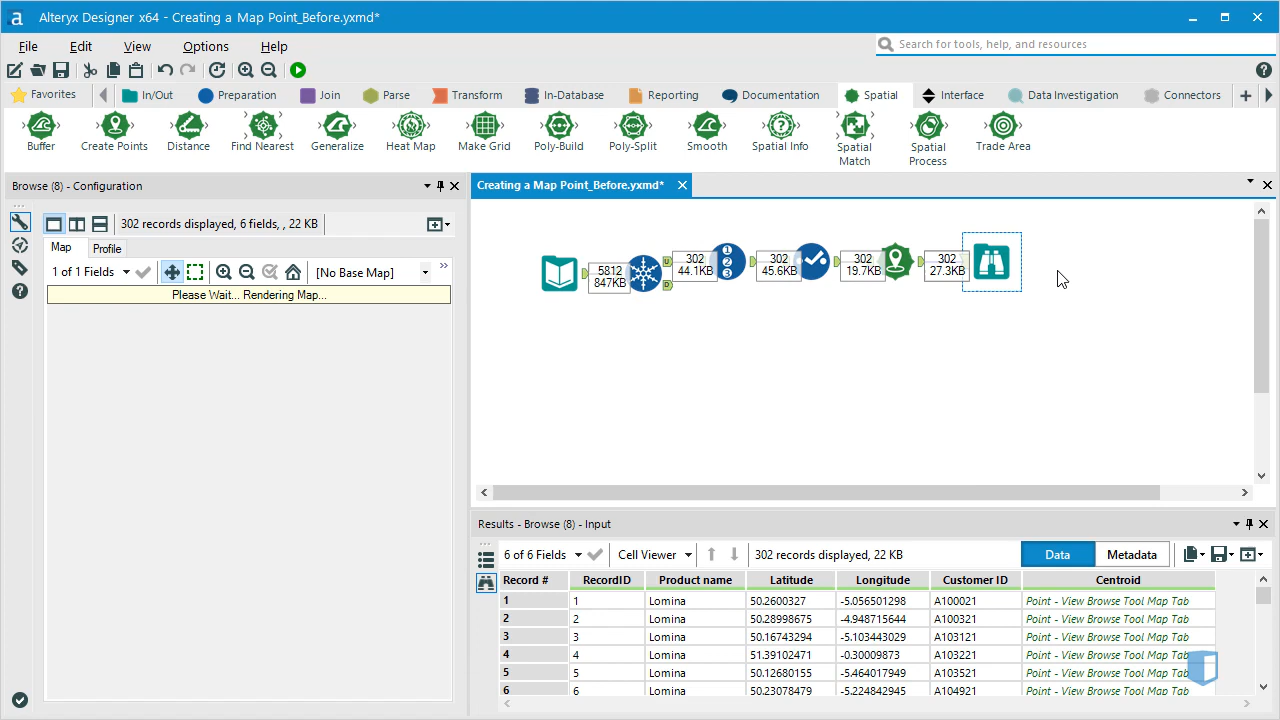 a Alteryx Designer x64 - Creating a Map Point_Before.yxmd*
File Edit View Options Help
Search for tools, help, and resources
Favorites In/Out Preparation Join Parse Transform In-Database Reporting Documentation Spatial Interface Data Investigation Connectors
Buffer Create Points Distance Find Nearest Generalize Heat Map Make Grid Poly-Build Poly-Split Smooth Spatial Info Spatial Match Spatial Process Trade Area
Browse (8) - Configuration
Creating a Map Point_Before.yxmd*
302 records displayed, 6 fields, , 22 KB
Map Profile
1 of 1 Fields [No Base Map]
Please Wait... Rendering Map...
5812
847KB
U
D
302
44.1KB
1
2
3
302
45.6KB
302
19.7KB
302
27.3KB
Results - Browse (8) - Input
6 of 6 Fields Cell Viewer 302 records displayed, 22 KB Data Metadata
Record # RecordID Product name Latitude Longitude Customer ID Centroid
1 1 Lomina 50.2600327 -5.056501298 A100021 Point - View Browse Tool Map Tab
2 2 Lomina 50.28998675 -4.948715644 A100321 Point - View Browse Tool Map Tab
3 3 Lomina 50.16743294 -5.103443029 A103121 Point - View Browse Tool Map Tab
4 4 Lomina 51.39102471 -0.30009873 A103221 Point - View Browse Tool Map Tab
5 5 Lomina 50.12680155 -5.464017949 A103521 Point - View Browse Tool Map Tab
6 6 Lomina 50.23078479 -5.224842945 A104921 Point - View Browse Tool Map Tab